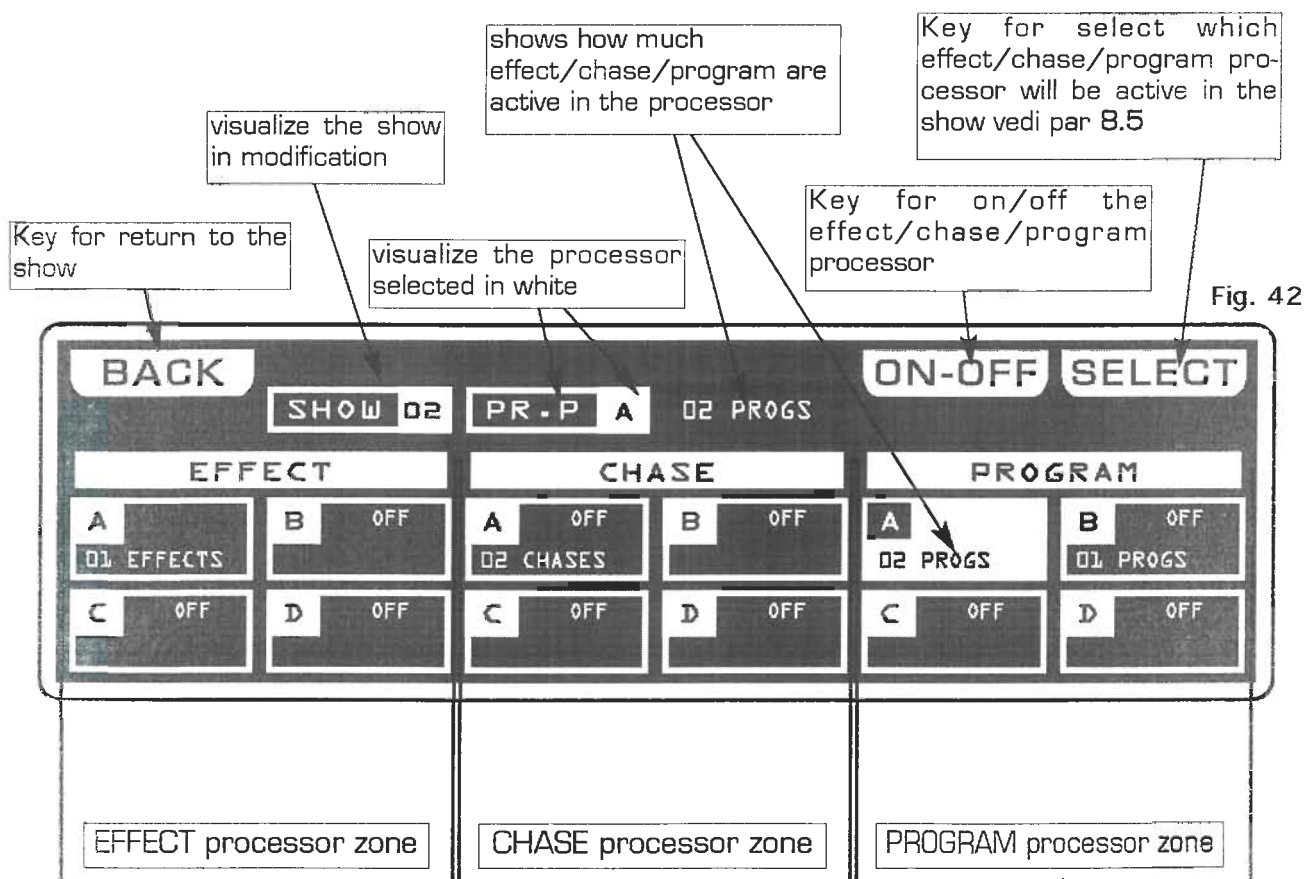 shows how much
effect/chase/program are
active in the processor
Key for select which
effect/chase/program pro-
cessor will be active in the
show vedi par 8.5
visualize the show
in modification
Key for return to the
show
visualize the processor
selected in white
Key for on/off the
effect/chase/program
processor
Fig. 42
BACK
ON-OFF SELECT
SHOW 02 PR.P A 02 PROGS
EFFECT CHASE PROGRAM
A B OFF A OFF B OFF A B OFF
01 EFFECTS 02 CHASES 02 PROGS 01 PROGS
C OFF D OFF C OFF D OFF C OFF D OFF
EFFECT processor zone CHASE processor zone PROGRAM processor zone